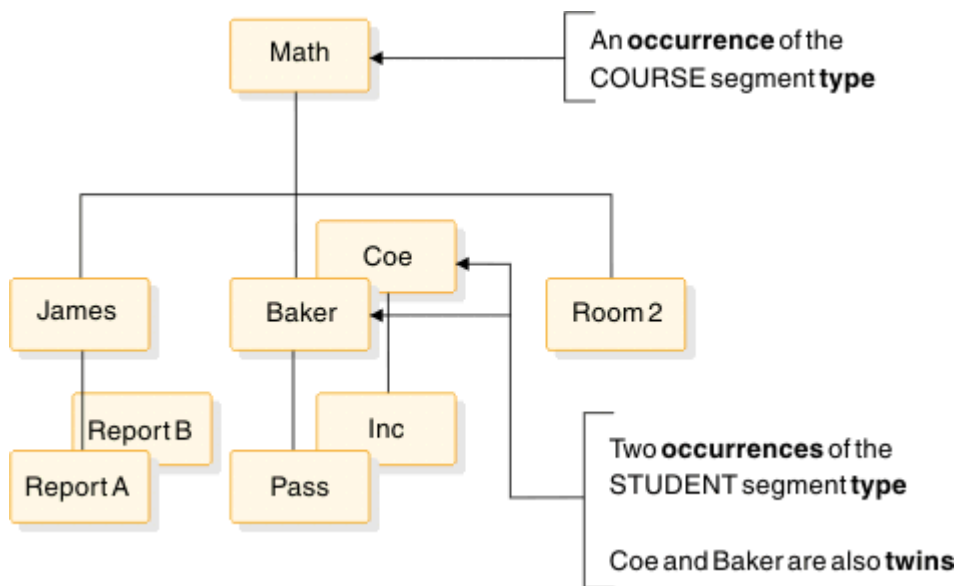 Math
An occurrence of the
COURSE segment type
Coe
James
Baker
Room 2
Report B
Inc
Report A
Pass
Two occurrences of the
STUDENT segment type
Coe and Baker are also twins